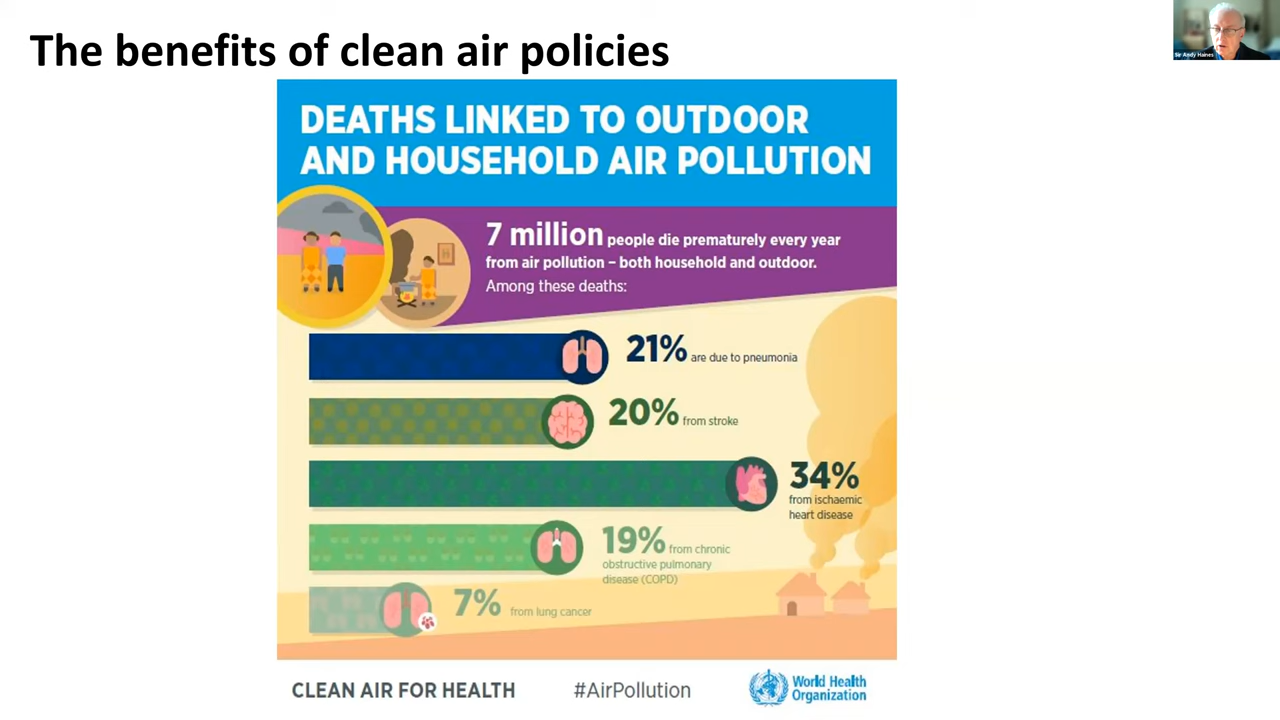 The benefits of clean air policies
Sir Andy Haines
DEATHS LINKED TO OUTDOOR
AND HOUSEHOLD AIR POLLUTION
7 million people die prematurely every year
from air pollution – both household and outdoor.
Among these deaths:
21% are due to pneumonia
20% from stroke
34%
from ischaemic
heart disease
19% from chronic
obstructive pulmonary
disease (COPD)
7% from lung cancer
CLEAN AIR FOR HEALTH
#AirPollution
World Health
Organization